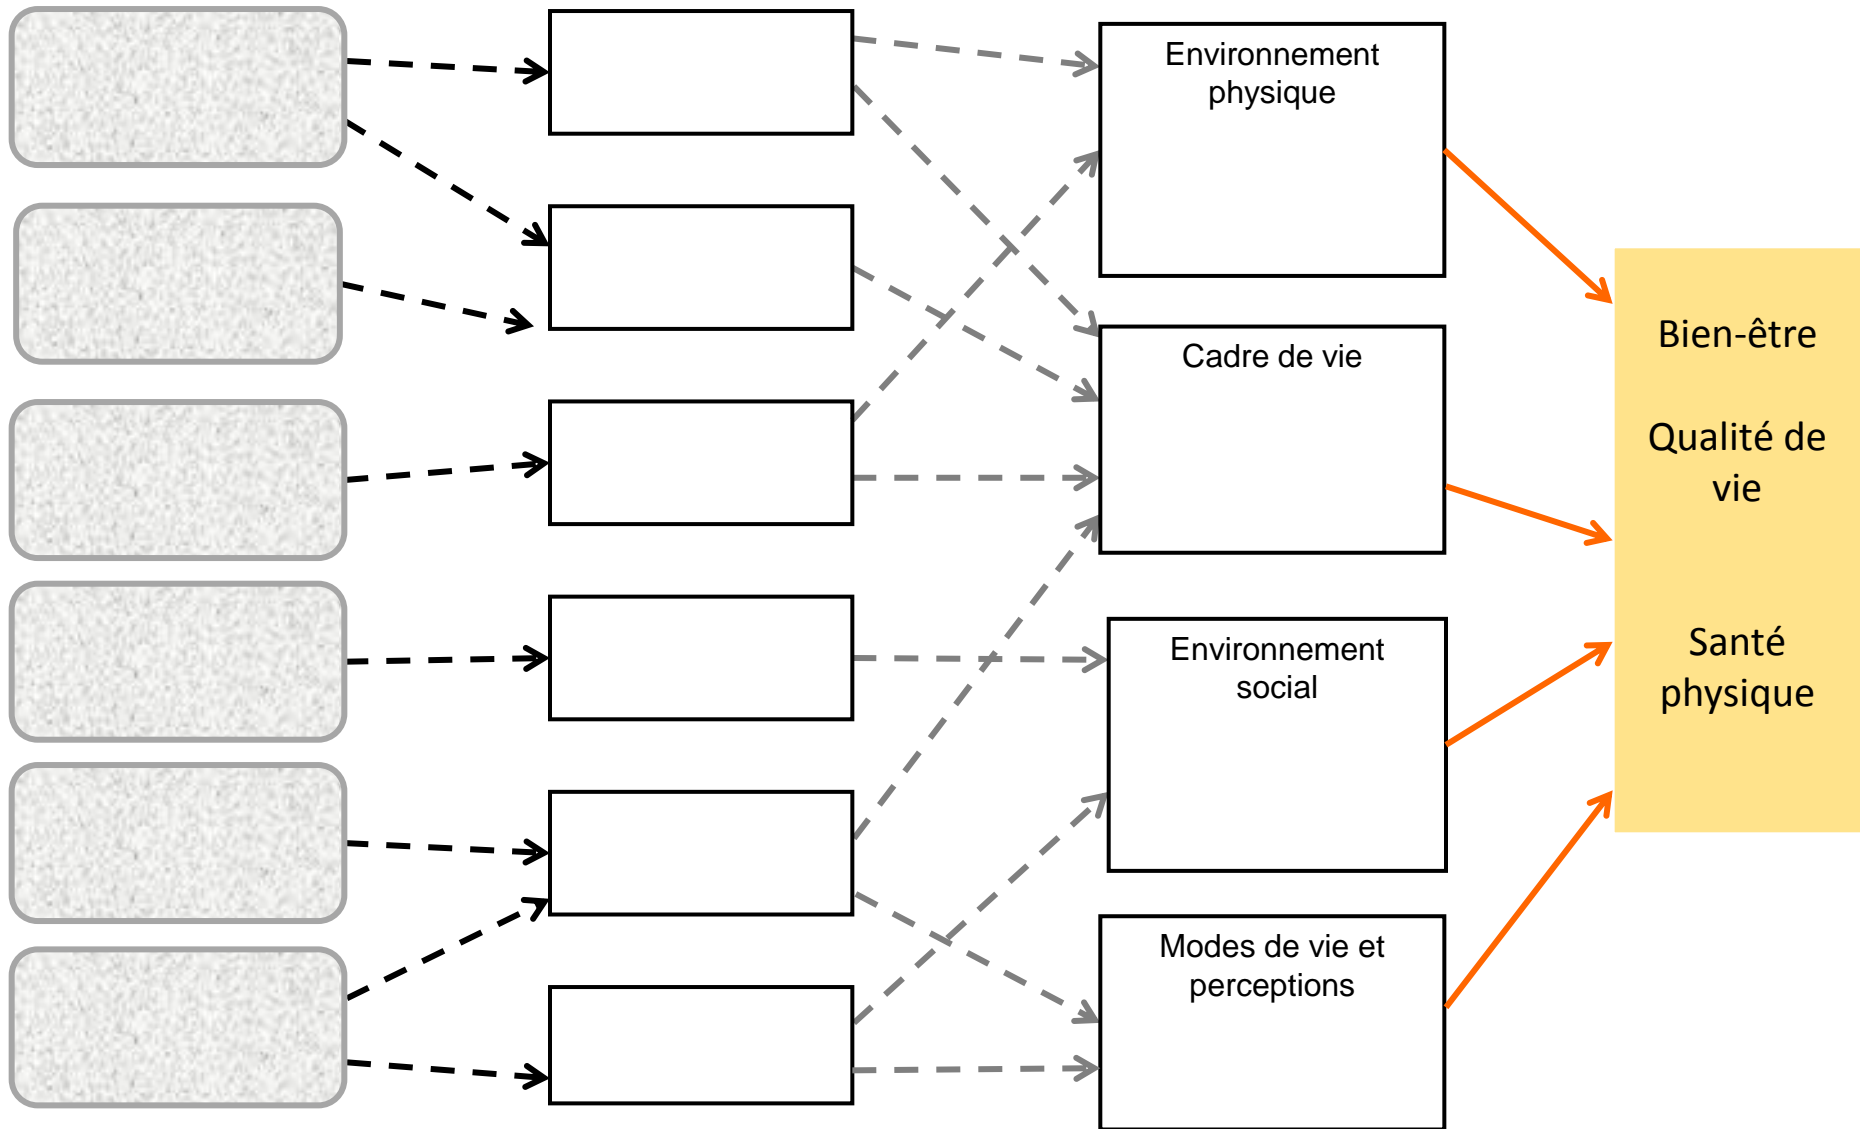 Environnement
physique
Cadre de vie
Environnement
social
Modes de vie et
perceptions
Bien-être
Qualité de
vie
Santé
physique